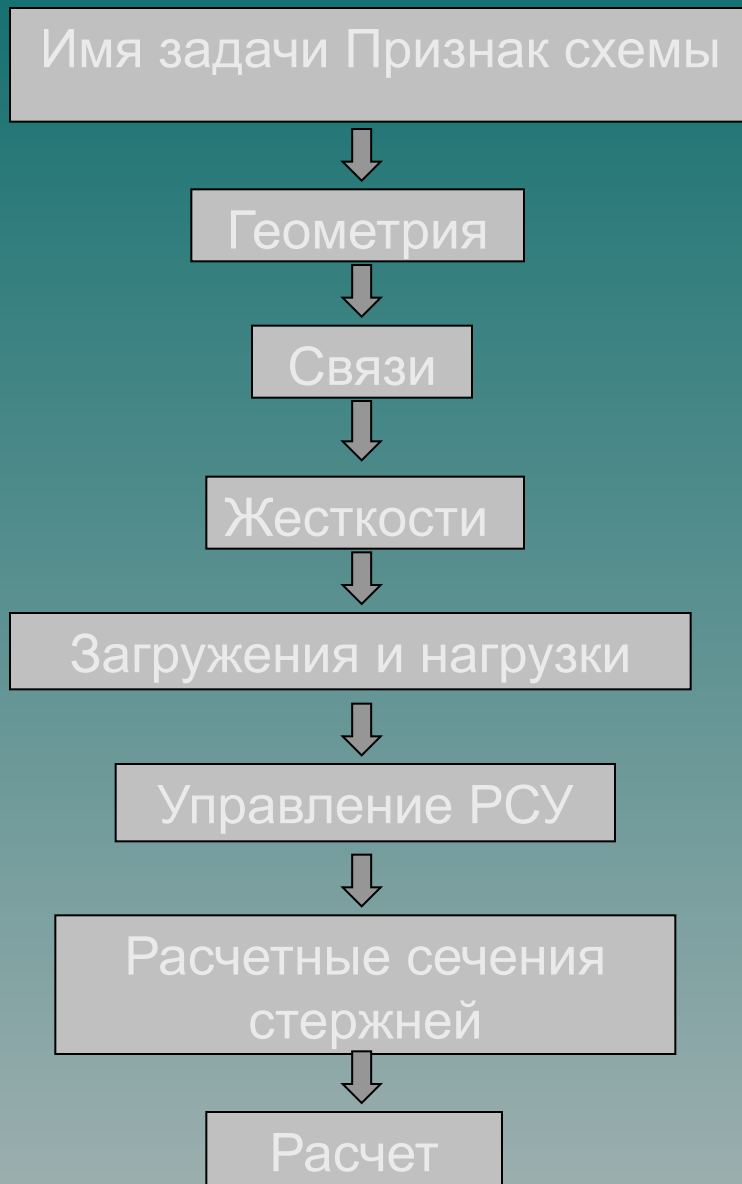 Имя задачи Признак схемы
Геометрия
Связи
Жесткости
Загружения и нагрузки
Управление РСУ
Расчетные сечения
стержней
Расчет